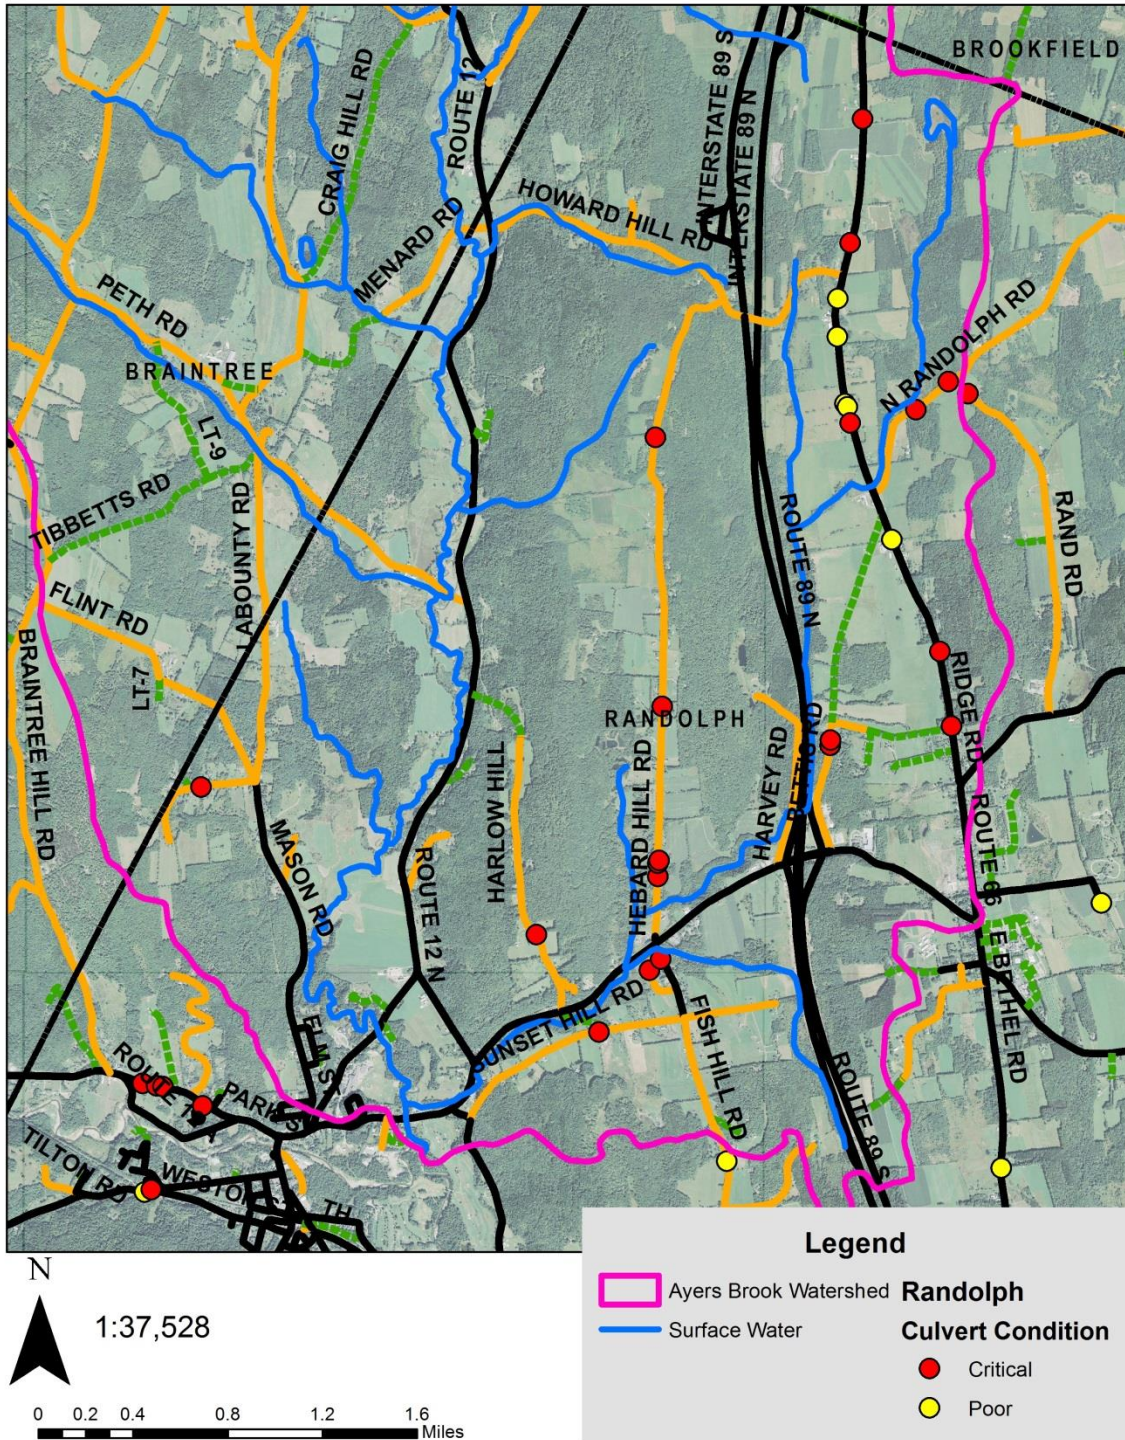 BROOKFIELD
INTERSTATE 89 S
ROUTE 12
CRAIG HILL RD
INTERSTATE 89 N
HOWARD HILL RD
MENARD RD
PETH RD
BRAINTREE
N RANDOLPH RD
LT-9
TIBBETTS RD
ROUTE 89 N
RAND RD
FLINT RD
LABOUNTY RD
LT-7
BRAINTREE HILL RD
RIDGE RD
RANDOLPH
HARVEY RD
HARLOW HILL
HEBARD HILL RD
MASON RD
ROUTE 12 N
ROUTE 66
E BETHEL RD
SUNSET HILL RD
FISH HILL RD
ELM ST
ROUTE 89 S
PARK ST
TILTON RD
WESTON
TH
N
1:37,528
0 0.2 0.4 0.8 1.2 1.6
Miles
Legend
Ayers Brook Watershed
Surface Water
Randolph
Culvert Condition
Critical
Poor